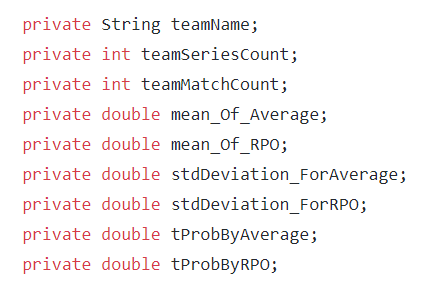 private String teamName;
private int teamSeriesCount;
private int teamMatchCount;
private double mean_Of_Average;
private double mean_Of_RPO;
private double stdDeviation_ForAverage;
private double stdDeviation_ForRPO;
private double tProbByAverage;
private double tProbByRPO;